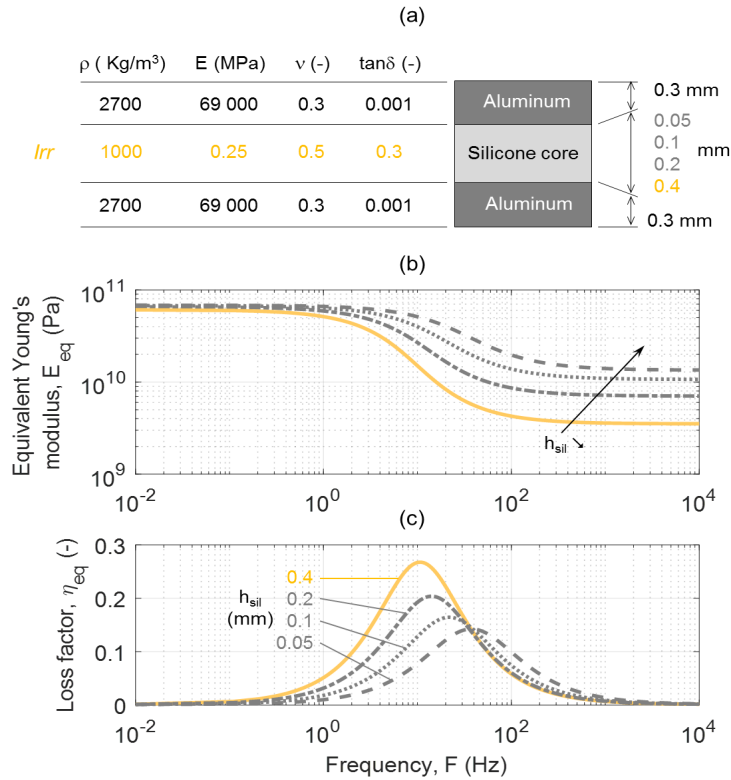 (a)
ρ ( Kg/m³) E (MPa) ν (-) tanδ (-)
2700 69 000 0.3 0.001 Aluminum 0.3 mm
Irr 1000 0.25 0.5 0.3 Silicone core
0.05
0.1
0.2
0.4
mm
2700 69 000 0.3 0.001 Aluminum 0.3 mm
(b)
Equivalent Young's
modulus, E_eq (Pa)
10¹¹
10¹⁰
10⁹
h_sil ↘
10⁻² 10⁰ 10² 10⁴
(c)
Loss factor, η_eq (-)
0.3
0.2
0.1
0
h_sil
(mm)
0.4
0.2
0.1
0.05
10⁻² 10⁰ 10² 10⁴
Frequency, F (Hz)